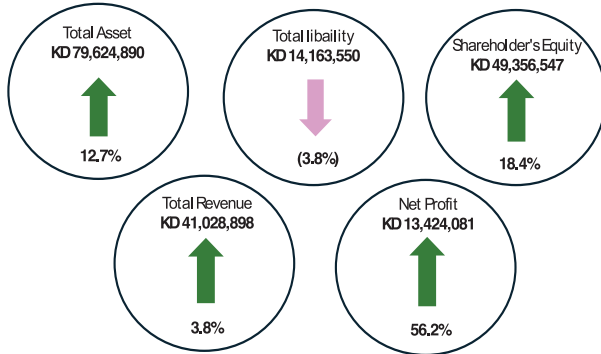 Total Asset
KD 79,624,890
12.7%
Total libaility
KD 14,163,550
(3.8%)
Shareholder's Equity
KD 49,356,547
18.4%
Total Revenue
KD 41,028,898
3.8%
Net Profit
KD 13,424,081
56.2%